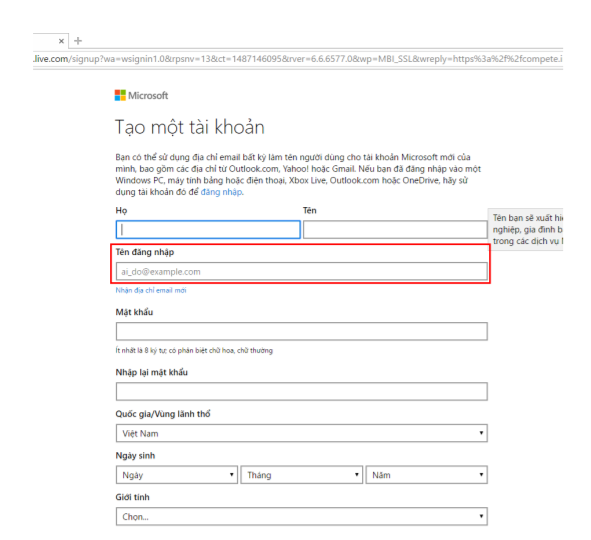 .live.com/signup?wa=wsignin1.0&rpsnv=13&ct=1487146095&rver=6.6.6577.0&wp=MBI_SSL&wreply=https%3a%2f%2fcompete.i
Microsoft
Tạo một tài khoản
Bạn có thể sử dụng địa chỉ email bất kỳ làm tên người dùng cho tài khoản Microsoft mới của
mình, bao gồm các địa chỉ từ Outlook.com, Yahoo! hoặc Gmail. Nếu bạn đã đăng nhập vào một
Windows PC, máy tính bảng hoặc điện thoại, Xbox Live, Outlook.com hoặc OneDrive, hãy sử
dụng tài khoản đó để đăng nhập.
Họ Tên
Tên bạn sẽ xuất hi
nghiệp, gia đình b
trong các dịch vụ
Tên đăng nhập
ai_do@example.com
Nhận địa chỉ email mới
Mật khẩu
Ít nhất là 8 ký tự; có phân biệt chữ hoa, chữ thường
Nhập lại mật khẩu
Quốc gia/Vùng lãnh thổ
Việt Nam
Ngày sinh
Ngày Tháng Năm
Giới tính
Chọn...